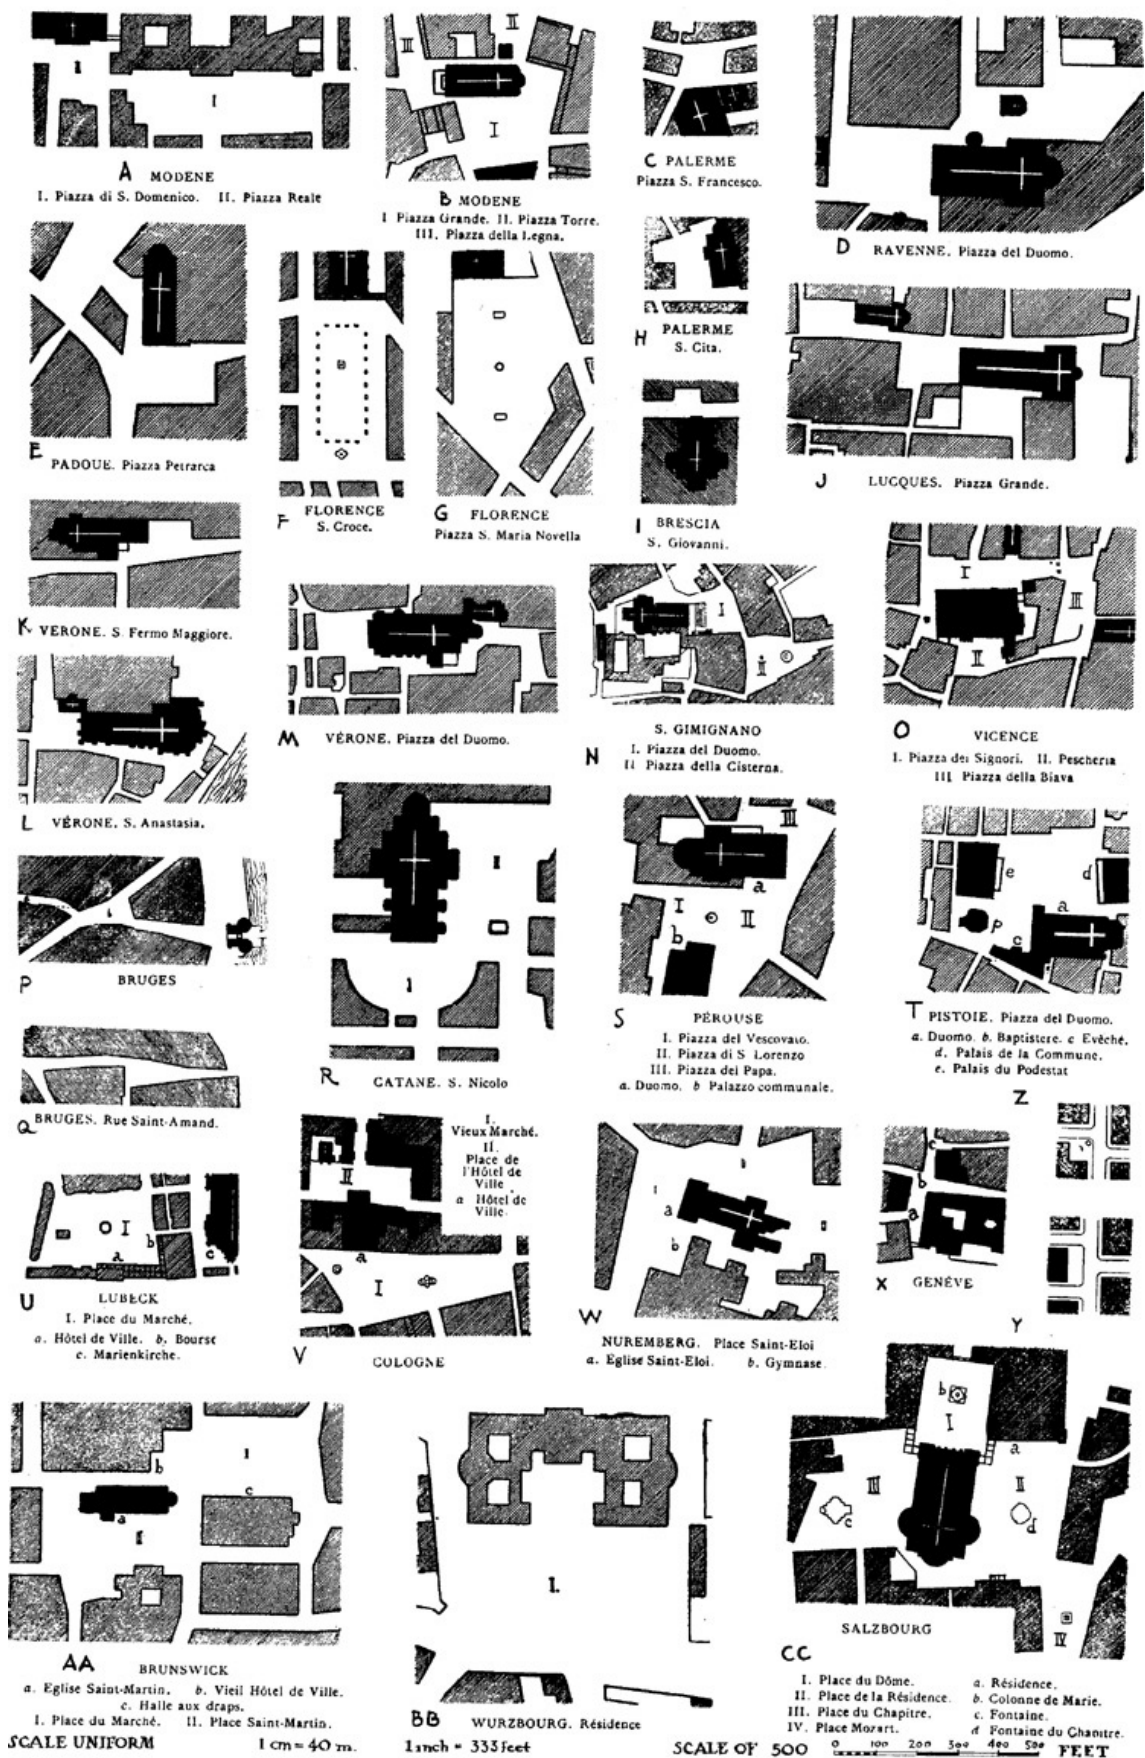 A MODENE
I. Piazza di S. Domenico. II. Piazza Reale
B MODENE
I Piazza Grande. II. Piazza Torre.
III. Piazza della Legna.
C PALERME
Piazza S. Francesco.
D RAVENNE. Piazza del Duomo.
E PADOUE. Piazza Petrarca
F FLORENCE
S. Croce.
G FLORENCE
Piazza S. Maria Novella
H PALERME
S. Cita.
I BRESCIA
S. Giovanni.
J LUCQUES. Piazza Grande.
K VÉRONE. S. Fermo Maggiore.
L VÉRONE. S. Anastasia.
M VÉRONE. Piazza del Duomo.
N S. GIMIGNANO
I. Piazza del Duomo.
II Piazza della Cisterna.
O VICENCE
I. Piazza dei Signori. II. Pescheria
III Piazza della Biava
P BRUGES
Q BRUGES. Rue Saint-Amand.
R CATANE. S. Nicolo
S PÉROUSE
I. Piazza del Vescovato.
II. Piazza di S Lorenzo
III. Piazza del Papa.
a. Duomo. b Palazzo communale.
T PISTOIE. Piazza del Duomo.
a. Duomo. b. Baptistère. c Evêché.
d. Palais de la Commune.
e. Palais du Podestat
U LUBECK
I. Place du Marché.
a. Hôtel de Ville. b. Bourse
c. Marienkirche.
I.
Vieux Marché.
II.
Place de
l'Hôtel de
Ville
a Hôtel de
Ville.
V COLOGNE
W NUREMBERG. Place Saint-Eloi
a. Eglise Saint-Eloi. b. Gymnase.
X GENÈVE
Y
Z
AA BRUNSWICK
a. Eglise Saint-Martin. b. Vieil Hôtel de Ville.
c. Halle aux draps.
I. Place du Marché. II. Place Saint-Martin.
BB WURZBOURG. Résidence
CC SALZBOURG
I. Place du Dôme. a. Résidence.
II. Place de la Résidence. b. Colonne de Marie.
III. Place du Chapitre. c. Fontaine.
IV. Place Mozart. d Fontaine du Chapitre.
SCALE UNIFORM 1 cm = 40 m. 1 inch = 333 feet SCALE OF 500 0 100 200 300 400 500 FEET